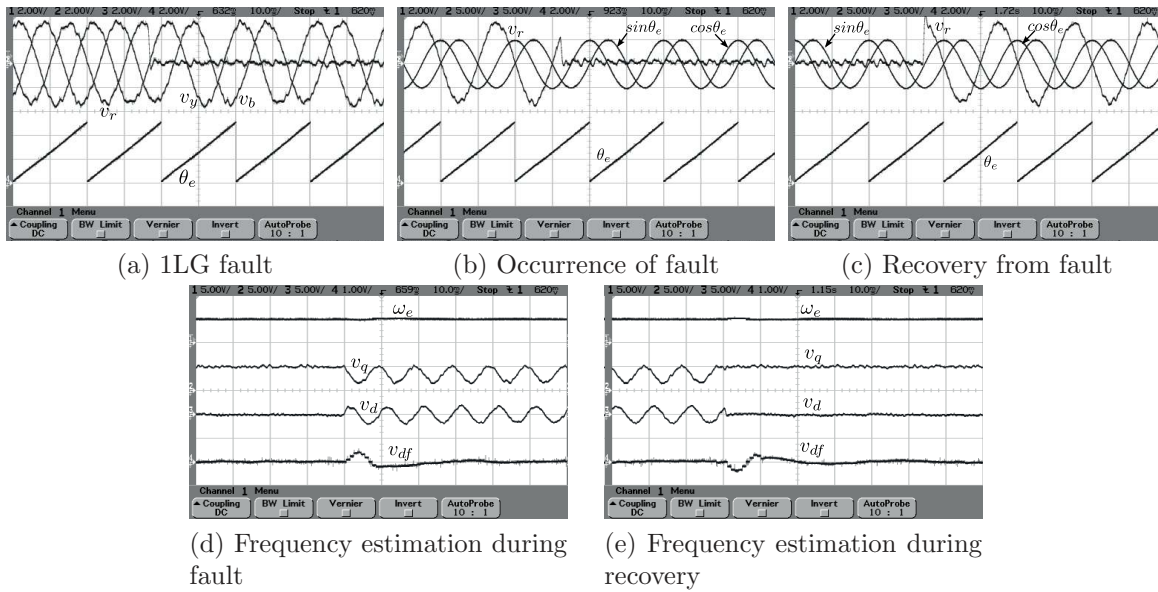 1 2.00V/ 2 2.00V/ 3 2.00V/ 4 2.00V/ 632 10.0 Stop 1 620
v_r v_y v_b
θ_e
Channel 1 Menu
Coupling DC BW Limit Vernier Invert AutoProbe 10 : 1
(a) 1LG fault
1 2.00V/ 2 5.00V/ 3 5.00V/ 4 2.00V/ 923 10.0 Stop 1 620
v_r sinθ_e cosθ_e
θ_e
Channel 1 Menu
Coupling DC BW Limit Vernier Invert AutoProbe 10 : 1
(b) Occurrence of fault
1 2.00V/ 2 5.00V/ 3 5.00V/ 4 2.00V/ 1.72s 10.0 Stop 1 620
sinθ_e v_r cosθ_e
θ_e
Channel 1 Menu
Coupling DC BW Limit Vernier Invert AutoProbe 10 : 1
(c) Recovery from fault
1 5.00V/ 2 5.00V/ 3 5.00V/ 4 1.00V/ 659 10.0 Stop 1 620
ω_e
v_q
v_d
v_df
Channel 1 Menu
Coupling DC BW Limit Vernier Invert AutoProbe 10 : 1
(d) Frequency estimation during
fault
1 5.00V/ 2 5.00V/ 3 5.00V/ 4 1.00V/ 1.15s 10.0 Stop 1 620
ω_e
v_q
v_d
v_df
Channel 1 Menu
Coupling DC BW Limit Vernier Invert AutoProbe 10 : 1
(e) Frequency estimation during
recovery